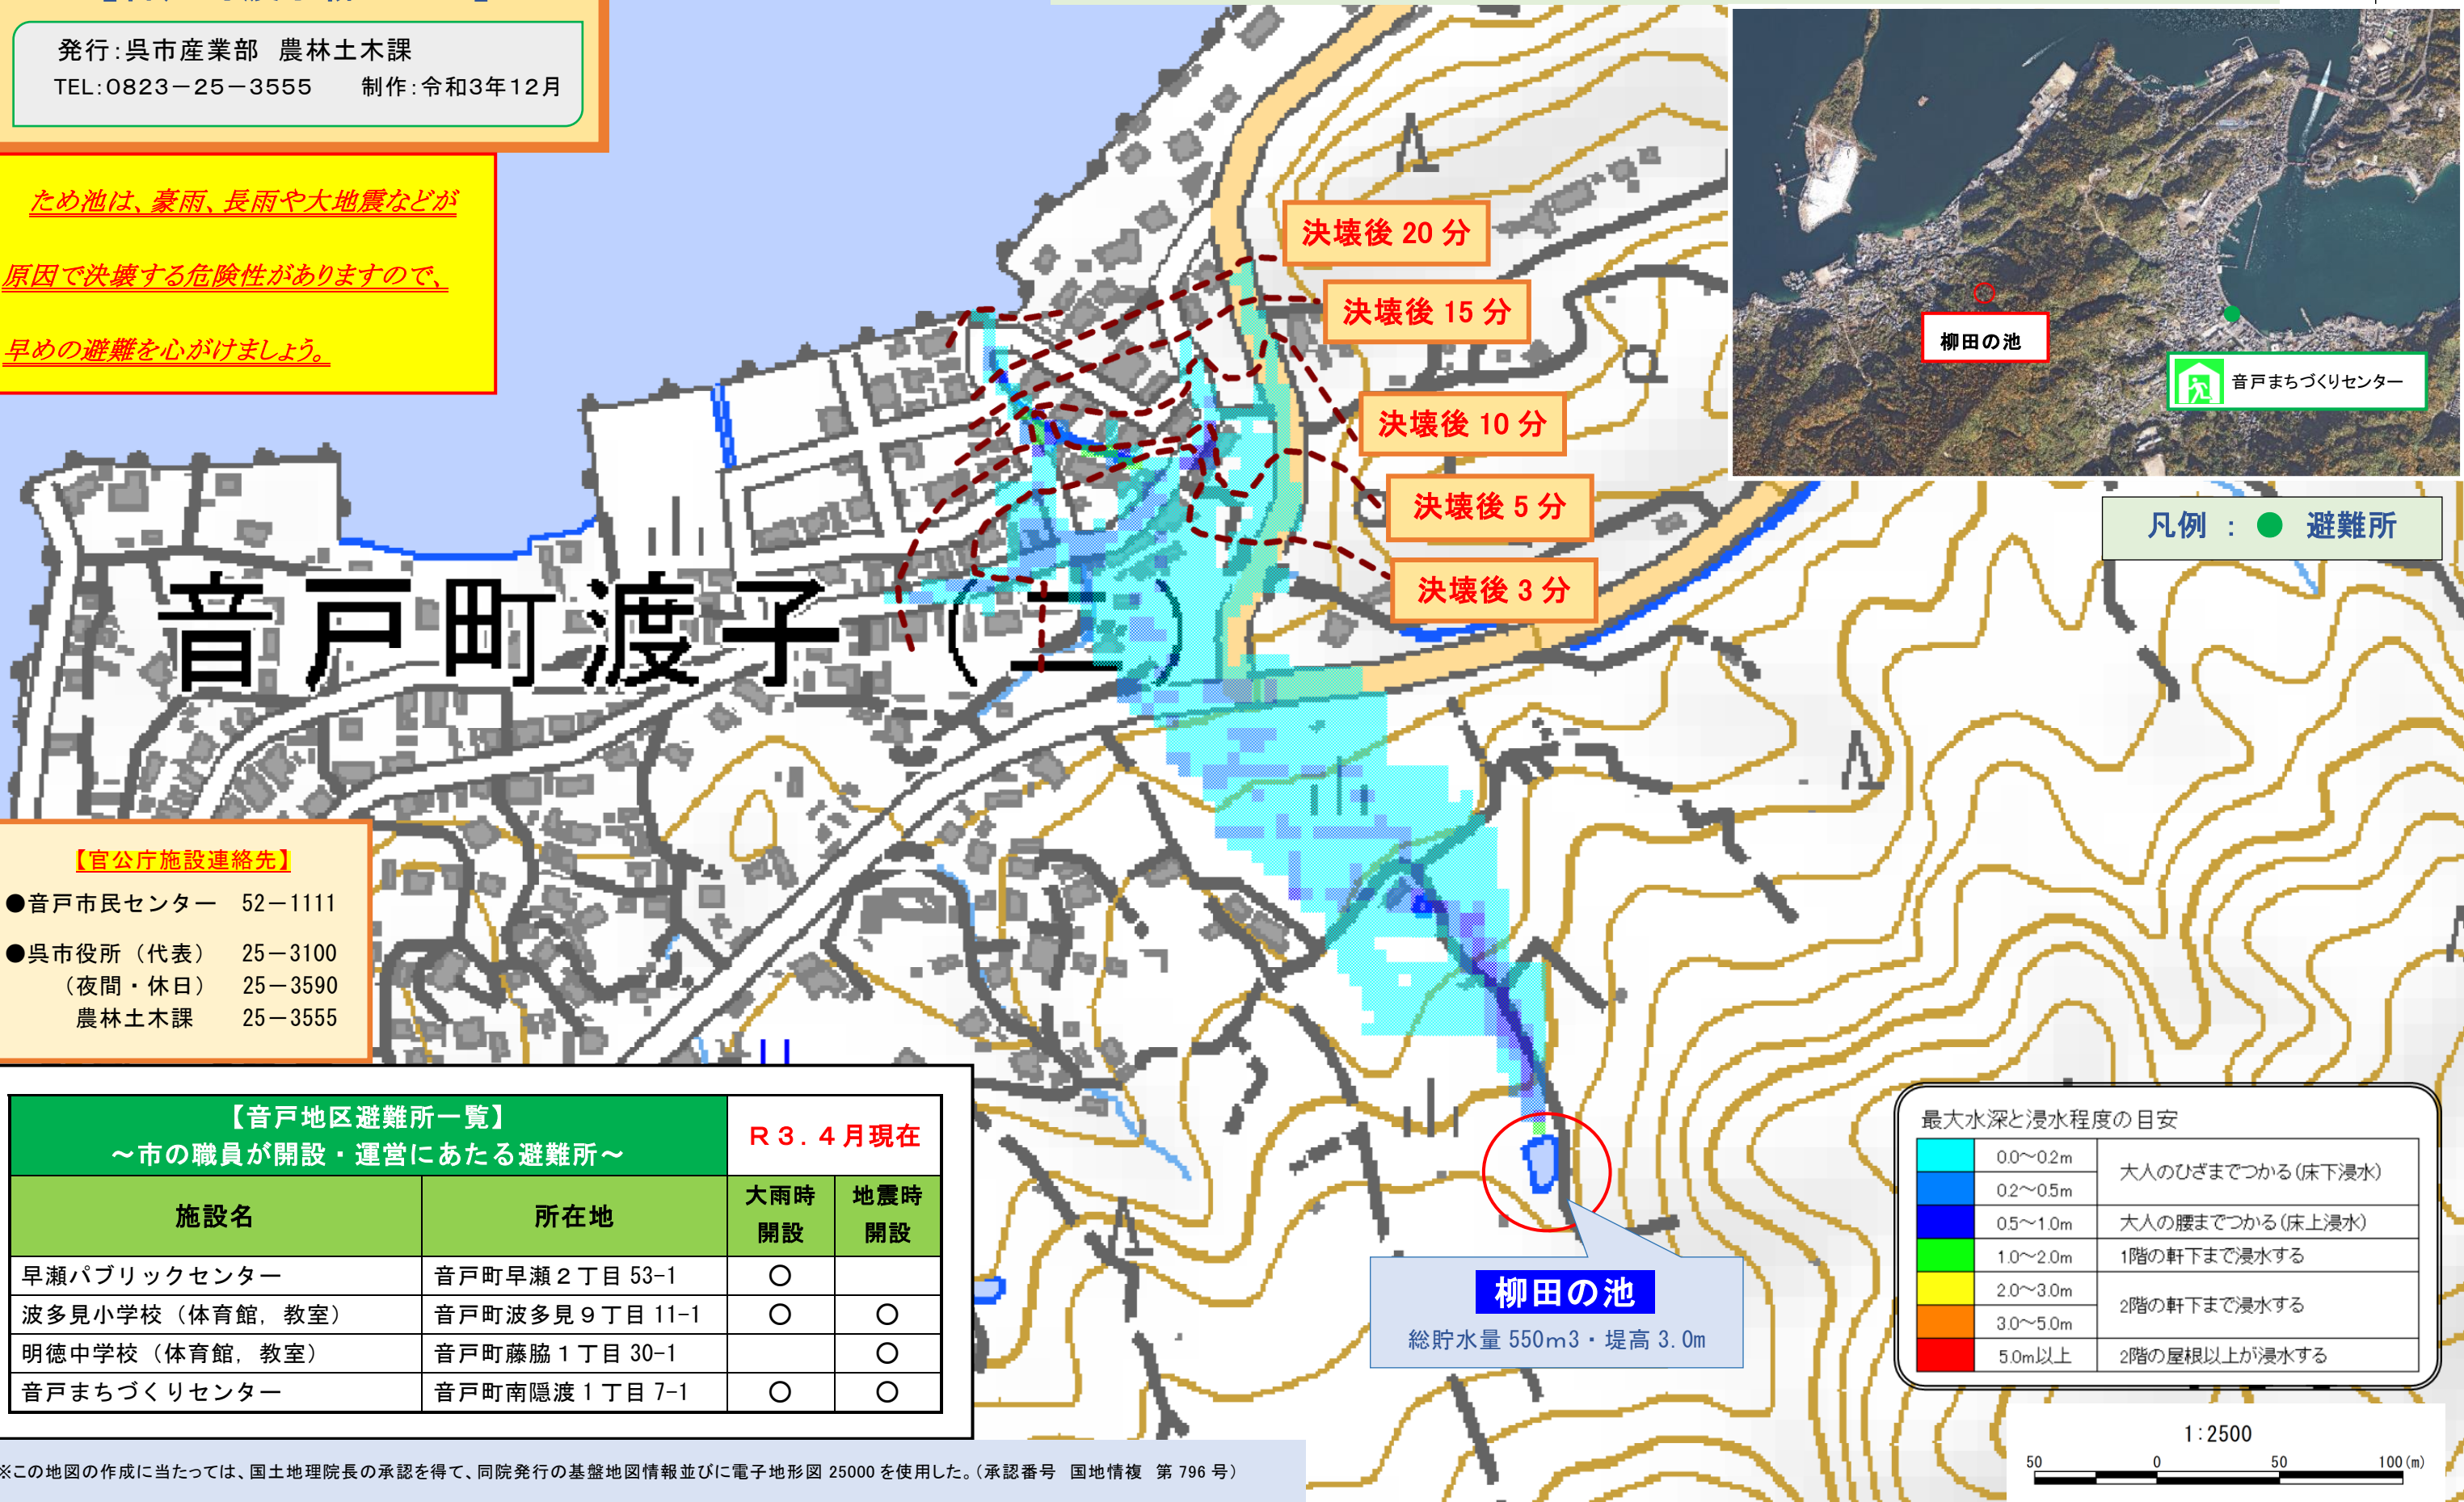 発行：呉市産業部　農林土木課
TEL：0823－25－3555　　制作：令和3年12月
ため池は、豪雨、長雨や大地震などが
原因で決壊する危険性がありますので、
早めの避難を心がけましょう。
決壊後 20 分
決壊後 15 分
決壊後 10 分
決壊後 5 分
決壊後 3 分
柳田の池
音戸まちづくりセンター
凡例 ： ● 避難所
音戸町渡子（二）
【官公庁施設連絡先】
●音戸市民センター　52－1111
●呉市役所（代表）　25－3100
（夜間・休日）　25－3590
農林土木課　25－3555
【音戸地区避難所一覧】
～市の職員が開設・運営にあたる避難所～
Ｒ３．４月現在
施設名　所在地　大雨時開設　地震時開設
早瀬パブリックセンター　音戸町早瀬２丁目 53-1　○
波多見小学校（体育館，教室）　音戸町波多見９丁目 11-1　○　○
明徳中学校（体育館，教室）　音戸町藤脇１丁目 30-1　○
音戸まちづくりセンター　音戸町南隠渡１丁目 7-1　○　○
柳田の池
総貯水量 550ｍ3・堤高 3.0m
最大水深と浸水程度の目安
0.0～0.2m　大人のひざまでつかる（床下浸水）
0.2～0.5m
0.5～1.0m　大人の腰までつかる（床上浸水）
1.0～2.0m　1階の軒下まで浸水する
2.0～3.0m　2階の軒下まで浸水する
3.0～5.0m
5.0m以上　2階の屋根以上が浸水する
1：2500
50　0　50　100（m）
※この地図の作成に当たっては、国土地理院長の承認を得て、同院発行の基盤地図情報並びに電子地形図 25000 を使用した。（承認番号　国地情複　第 796 号）